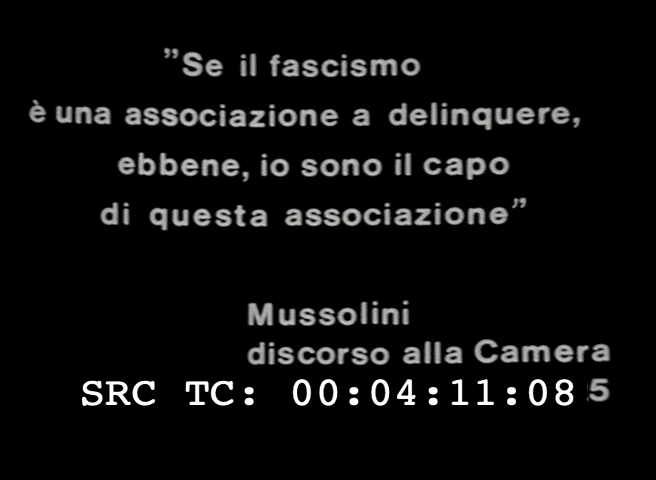 "Se il fascismo
è una associazione a delinquere,
ebbene, io sono il capo
di questa associazione"
Mussolini
discorso alla Camera
SRC TC: 00:04:11:08